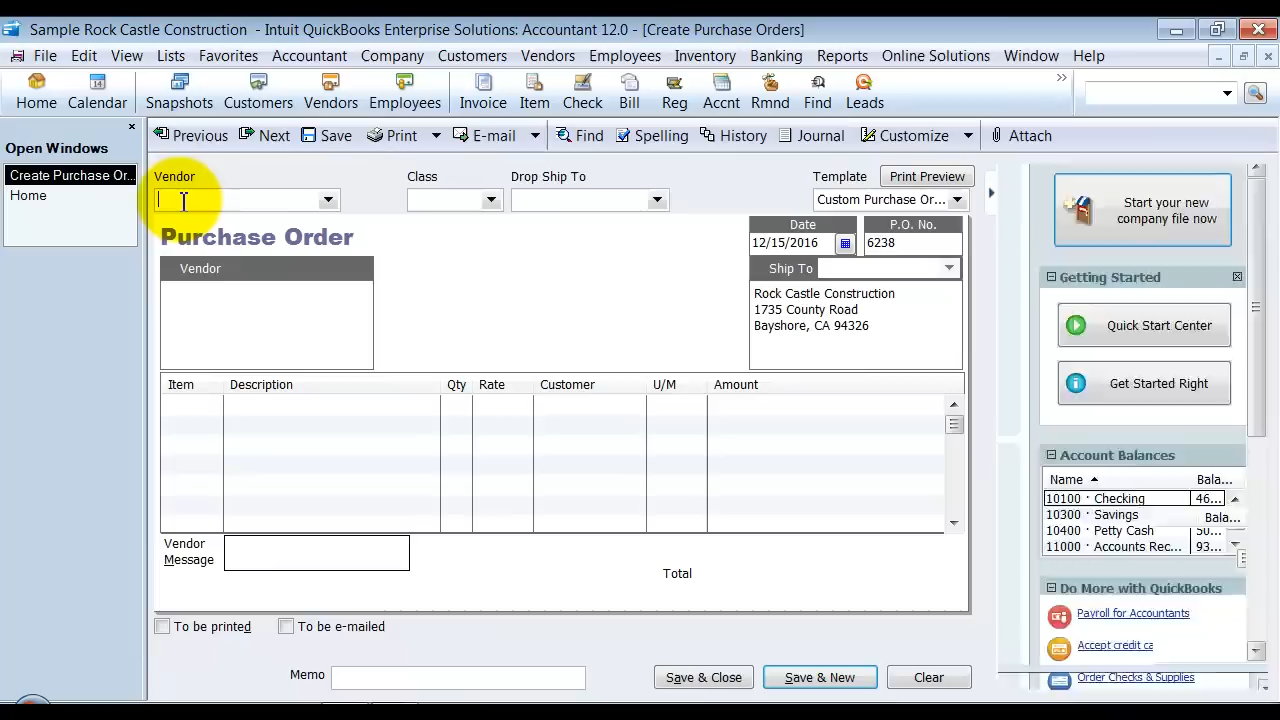 Sample Rock Castle Construction - Intuit QuickBooks Enterprise Solutions: Accountant 12.0 - [Create Purchase Orders]
File Edit View Lists Favorites Accountant Company Customers Vendors Employees Inventory Banking Reports Online Solutions Window Help
Home Calendar Snapshots Customers Vendors Employees Invoice Item Check Bill Reg Accnt Rmnd Find Leads
Open Windows
Create Purchase Or...
Home
Previous Next Save Print E-mail Find Spelling History Journal Customize Attach
Vendor Class Drop Ship To Template Print Preview
Custom Purchase Or...
Purchase Order
Date P.O. No.
12/15/2016 6238
Vendor
Ship To
Rock Castle Construction
1735 County Road
Bayshore, CA 94326
Item Description Qty Rate Customer U/M Amount
Vendor
Message
Total
To be printed To be e-mailed
Memo
Save & Close Save & New Clear
Start your new
company file now
Getting Started
Quick Start Center
Get Started Right
Account Balances
Name Bala...
10100 · Checking 46...
10300 · Savings
Bala...
10400 · Petty Cash 50...
11000 · Accounts Rec... 93...
Do More with QuickBooks
Payroll for Accountants
Accept credit ca
Order Checks & Supplies